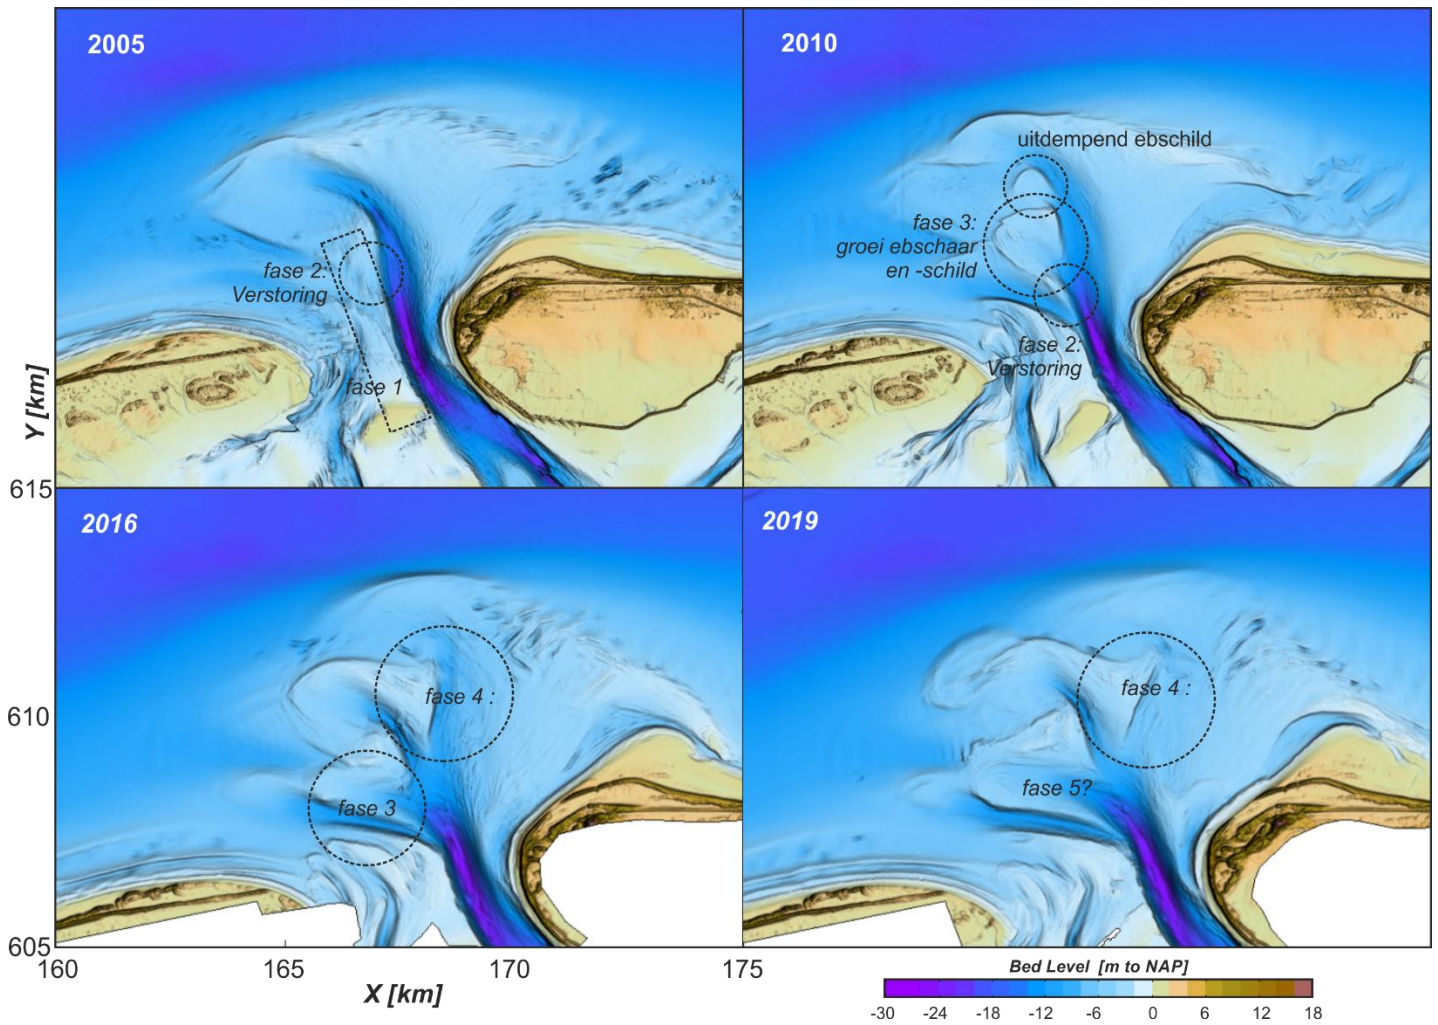 2005
fase 2:
Verstoring
fase 1
2010
uitdempend ebschild
fase 3:
groei ebschaar
en -schild
fase 2:
Verstoring
Y [km]
615
2016
fase 4 :
fase 3
2019
fase 4 :
fase 5?
610
605
160
165
170
175
X [km]
Bed Level [m to NAP]
-30 -24 -18 -12 -6 0 6 12 18